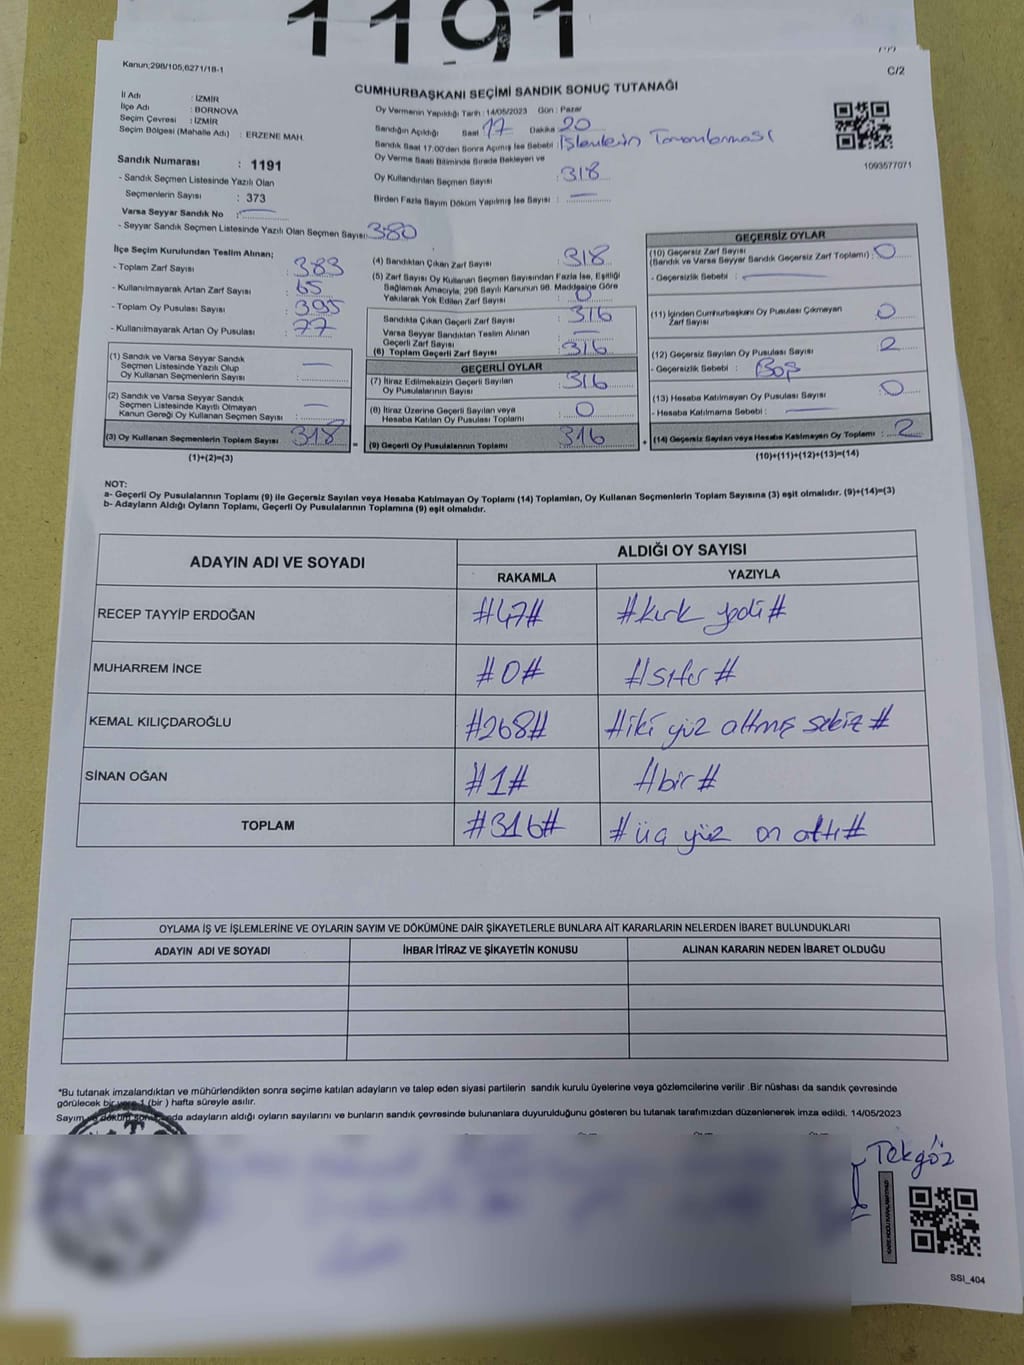 1191
Kanun;298/105,6271/18-1
C/2
CUMHURBAŞKANI SEÇİMİ SANDIK SONUÇ TUTANAĞI
İl Adı : İZMİR
İlçe Adı : BORNOVA
Seçim Çevresi : İZMİR
Seçim Bölgesi (Mahalle Adı) : ERZENE MAH.
Sandık Numarası : 1191
- Sandık Seçmen Listesinde Yazılı Olan
Seçmenlerin Sayısı : 373
Varsa Seyyar Sandık No : —
- Seyyar Sandık Seçmen Listesinde Yazılı Olan Seçmen Sayısı: 380
Oy Vermenin Yapıldığı Tarih : 14/05/2023 Gün : Pazar
Sandığın Açıldığı Saat 17 Dakika 20
Sandık Saat 17:00'den Sonra Açımış İse Sebebi : İşlemlerin Tamamlanması
Oy Verme Saati Bitiminde Sırada Bekleyen ve
Oy Kullandırılan Seçmen Sayısı : 318
Birden Fazla Sayım Döküm Yapılmış İse Sayısı : —
1093577071
İlçe Seçim Kurulundan Teslim Alınan;
- Toplam Zarf Sayısı : 383
- Kullanılmayarak Artan Zarf Sayısı : 65
- Toplam Oy Pusulası Sayısı : 395
- Kullanılmayarak Artan Oy Pusulası : 77
(1) Sandık ve Varsa Seyyar Sandık
Seçmen Listesinde Yazılı Olup
Oy Kullanan Seçmenlerin Sayısı : —
(2) Sandık ve Varsa Seyyar Sandık
Seçmen Listesinde Kayıtlı Olmayan
Kanun Gereği Oy Kullanan Seçmen Sayısı : —
(3) Oy Kullanan Seçmenlerin Toplam Sayısı : 318
(1)+(2)=(3)
(4) Sandıktan Çıkan Zarf Sayısı : 318
(5) Zarf Sayısı Oy Kullanan Seçmen Sayısından Fazla İse, Eşitliği
Sağlamak Amacıyla, 298 Sayılı Kanunun 98. Maddesine Göre
Yakılarak Yok Edilen Zarf Sayısı : 0
Sandıkta Çıkan Geçerli Zarf Sayısı : 316
Varsa Seyyar Sandıktan Teslim Alınan
Geçerli Zarf Sayısı : —
(6) Toplam Geçerli Zarf Sayısı : 316
GEÇERLİ OYLAR
(7) İtiraz Edilmeksizin Geçerli Sayılan
Oy Pusulalarının Sayısı : 316
(8) İtiraz Üzerine Geçerli Sayılan veya
Hesaba Katılan Oy Pusulası Toplamı : 0
(9) Geçerli Oy Pusulalarının Toplamı : 316
GEÇERSİZ OYLAR
(10) Geçersiz Zarf Sayısı
(Sandık ve Varsa Seyyar Sandık Geçersiz Zarf Toplamı) : 0
- Geçersizlik Sebebi : —
(11) İçinden Cumhurbaşkanı Oy Pusulası Çıkmayan
Zarf Sayısı : 0
(12) Geçersiz Sayılan Oy Pusulası Sayısı : 2
- Geçersizlik Sebebi : Boş
(13) Hesaba Katılmayan Oy Pusulası Sayısı : 0
- Hesaba Katılmama Sebebi : —
(14) Geçersiz Sayılan veya Hesaba Katılmayan Oy Toplamı : 2
(10)+(11)+(12)+(13)=(14)
NOT:
a- Geçerli Oy Pusulalarının Toplamı (9) ile Geçersiz Sayılan veya Hesaba Katılmayan Oy Toplamı (14) Toplamları, Oy Kullanan Seçmenlerin Toplam Sayısına (3) eşit olmalıdır. (9)+(14)=(3)
b- Adayların Aldığı Oyların Toplamı, Geçerli Oy Pusulalarının Toplamına (9) eşit olmalıdır.
ADAYIN ADI VE SOYADI ALDIĞI OY SAYISI
RAKAMLA YAZIYLA
RECEP TAYYİP ERDOĞAN #47# #kırk yedi#
MUHARREM İNCE #0# #sıfır#
KEMAL KILIÇDAROĞLU #268# #iki yüz altmış sekiz#
SİNAN OĞAN #1# #bir#
TOPLAM #316# #üç yüz on altı#
OYLAMA İŞ VE İŞLEMLERİNE VE OYLARIN SAYIM VE DÖKÜMÜNE DAİR ŞİKAYETLERLE BUNLARA AİT KARARLARIN NELERDEN İBARET BULUNDUKLARI
ADAYIN ADI VE SOYADI İHBAR İTİRAZ VE ŞİKAYETİN KONUSU ALINAN KARARIN NEDEN İBARET OLDUĞU
*Bu tutanak imzalandıktan ve mühürlendikten sonra seçime katılan adayların ve talep eden siyasi partilerin sandık kurulu üyelerine veya gözlemcilerine verilir .Bir nüshası da sandık çevresinde
görülecek bir yere 1 (bir ) hafta süreyle asılır.
Sayım ve döküm sonunda adayların aldığı oyların sayılarını ve bunların sandık çevresinde bulunanlara duyurulduğunu gösteren bu tutanak tarafımızdan düzenlenerek imza edildi. 14/05/2023
Tekgöz
SSI_404